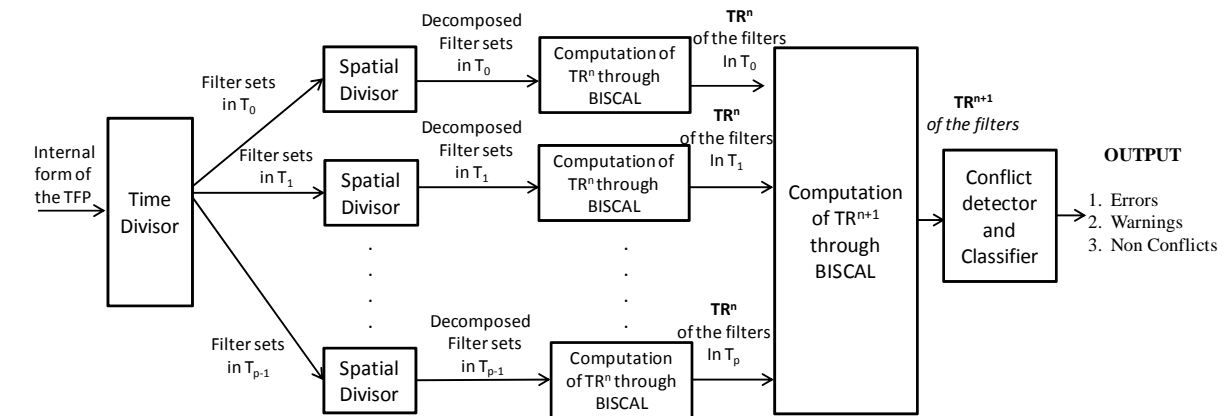 Internal
form of
the TFP
Time
Divisor
Filter sets
in T0
Spatial
Divisor
Decomposed
Filter sets
in T0
Computation of
TRⁿ through
BISCAL
TRⁿ
of the filters
In T0
Filter sets
in T1
Spatial
Divisor
Decomposed
Filter sets
in T1
Computation of
TRⁿ through
BISCAL
TRⁿ
of the filters
In T1
Filter sets
in Tp-1
Spatial
Divisor
Decomposed
Filter sets
in Tp-1
Computation
of TRⁿ through
BISCAL
TRⁿ
of the filters
In Tp
Computation
of TRⁿ⁺¹
through
BISCAL
TRⁿ⁺¹
of the filters
Conflict
detector
and
Classifier
OUTPUT
1. Errors
2. Warnings
3. Non Conflicts